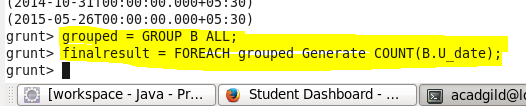 (2014-10-31T00:00:00.000+05:30)
(2015-05-26T00:00:00.000+05:30)
grunt> grouped = GROUP B ALL;
grunt> finalresult = FOREACH grouped Generate COUNT(B.U_date);
grunt>
[workspace - Java - Pr... Student Dashboard - ... acadgild@lo